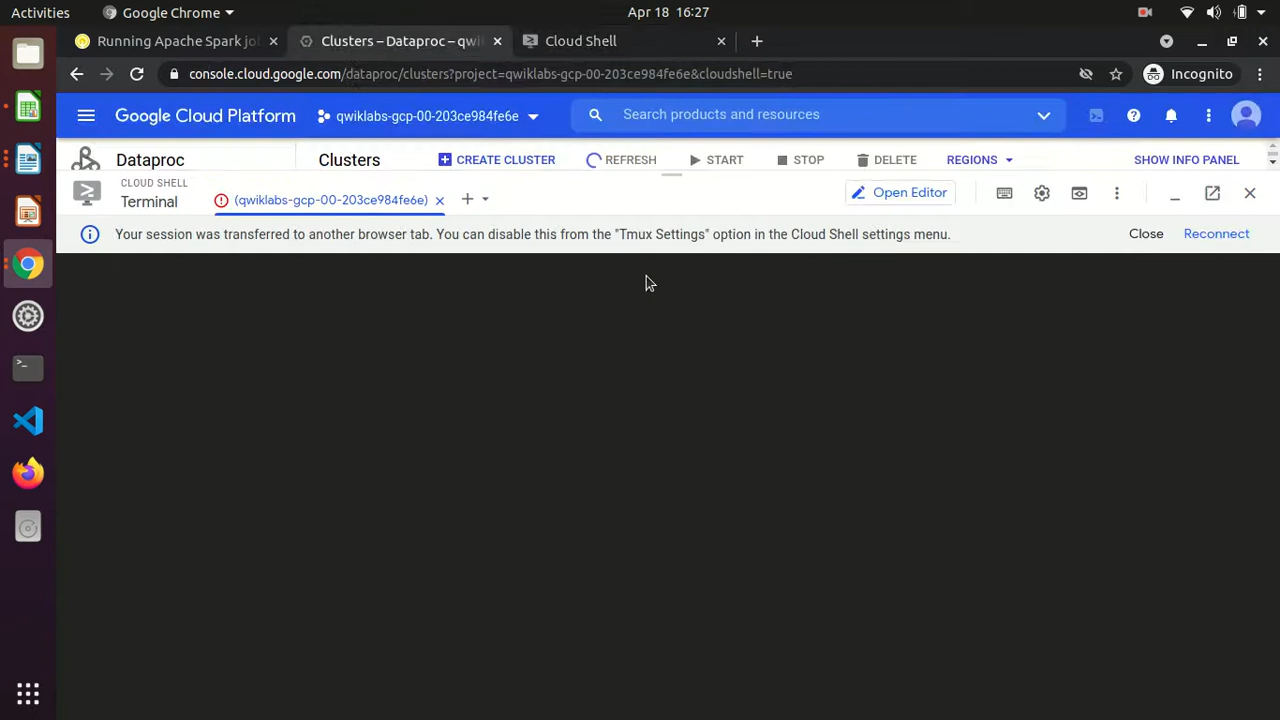 Activities
Google Chrome
Apr 18 16:27
Running Apache Spark jo
Clusters – Dataproc – qwi
Cloud Shell
console.cloud.google.com/dataproc/clusters?project=qwiklabs-gcp-00-203ce984fe6e&cloudshell=true
Incognito
Google Cloud Platform
qwiklabs-gcp-00-203ce984fe6e
Search products and resources
Dataproc
Clusters
CREATE CLUSTER
REFRESH
START
STOP
DELETE
REGIONS
SHOW INFO PANEL
CLOUD SHELL
Terminal
(qwiklabs-gcp-00-203ce984fe6e)
Open Editor
Your session was transferred to another browser tab. You can disable this from the "Tmux Settings" option in the Cloud Shell settings menu.
Close
Reconnect